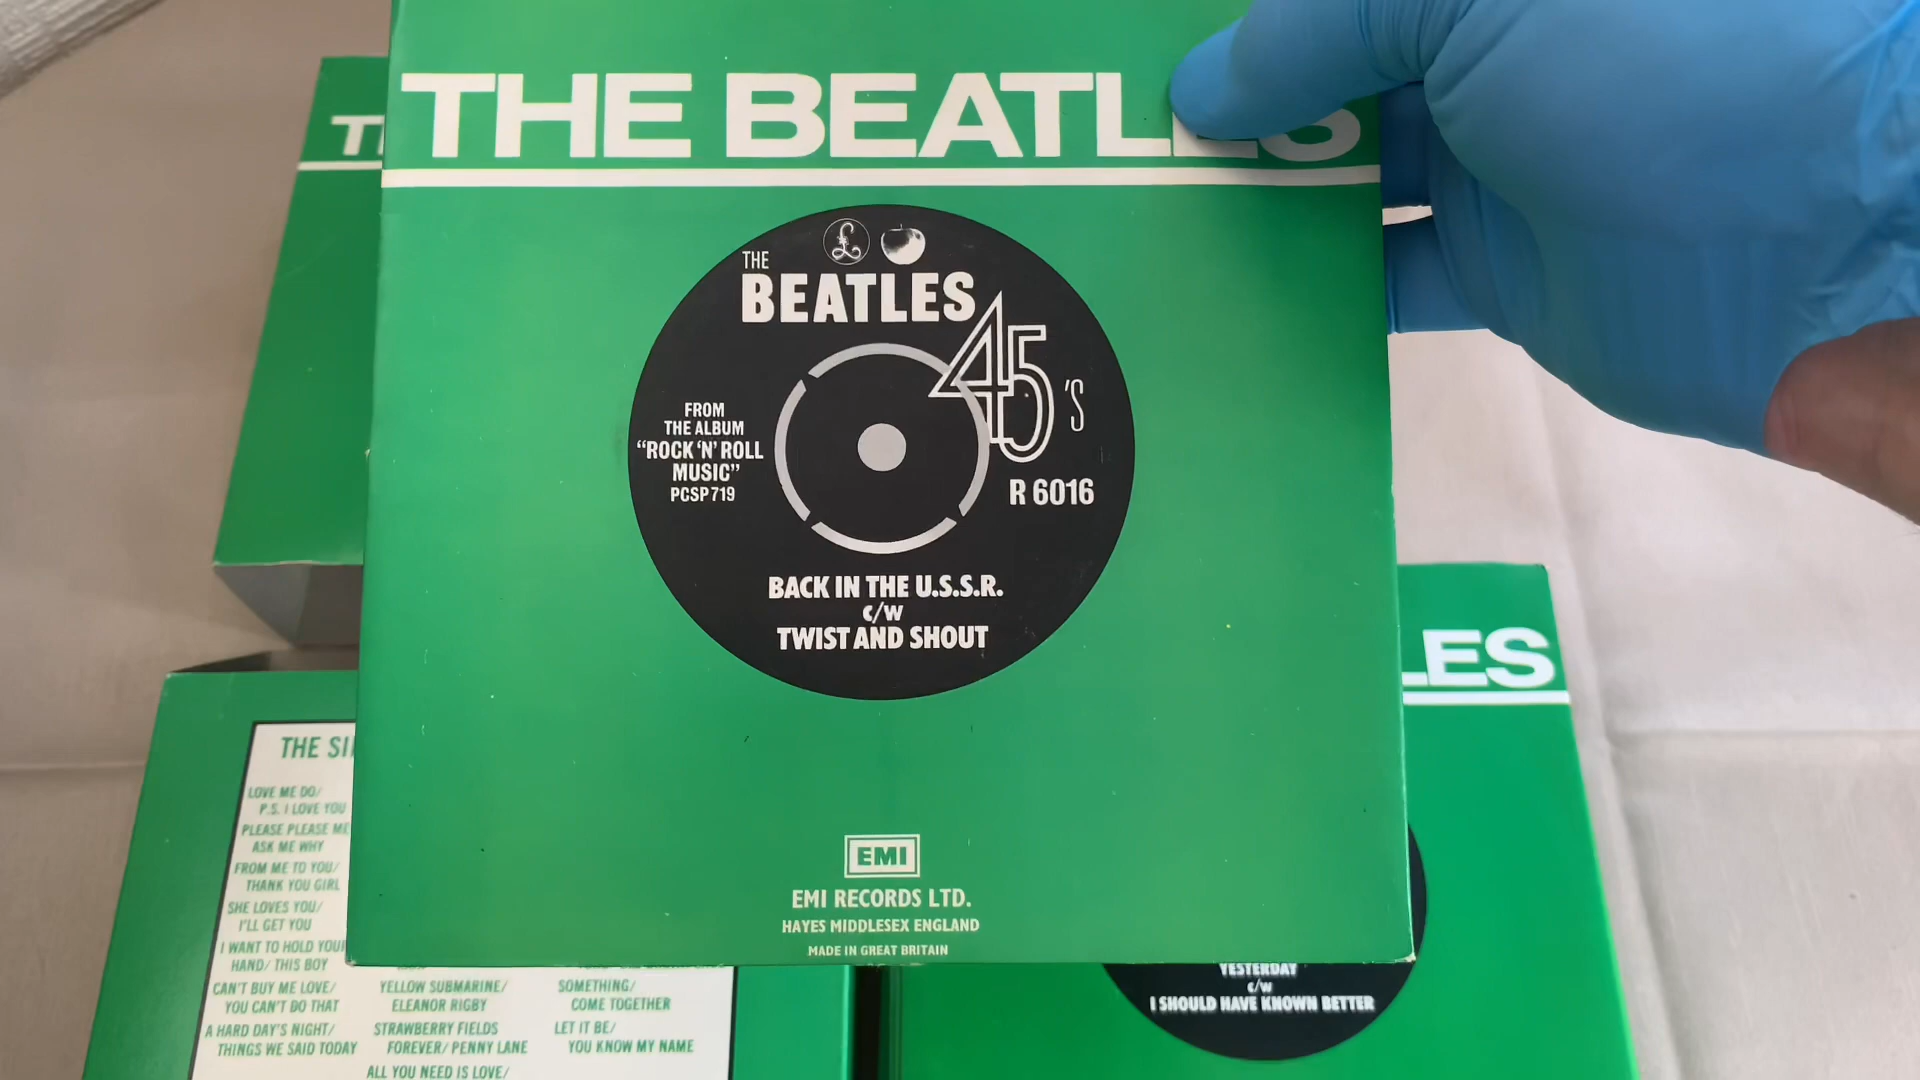 THE BEATLES
THE
BEATLES
45's
FROM
THE ALBUM
"ROCK 'N' ROLL
MUSIC"
PCSP 719
R 6016
BACK IN THE U.S.S.R.
c/w
TWIST AND SHOUT
EMI
EMI RECORDS LTD.
HAYES MIDDLESEX ENGLAND
MADE IN GREAT BRITAIN
LES
YESTERDAY
c/w
I SHOULD HAVE KNOWN BETTER
THE
LOVE ME DO/
P.S. I LOVE YOU
PLEASE PLEASE ME
ASK ME WHY
FROM ME TO YOU/
THANK YOU GIRL
SHE LOVES YOU/
I'LL GET YOU
I WANT TO HOLD YOUR
HAND/ THIS BOY
CAN'T BUY ME LOVE/
YOU CAN'T DO THAT
A HARD DAY'S NIGHT/
THINGS WE SAID TODAY
YELLOW SUBMARINE/
ELEANOR RIGBY
STRAWBERRY FIELDS
FOREVER/ PENNY LANE
ALL YOU NEED IS LOVE/
SOMETHING/
COME TOGETHER
LET IT BE/
YOU KNOW MY NAME